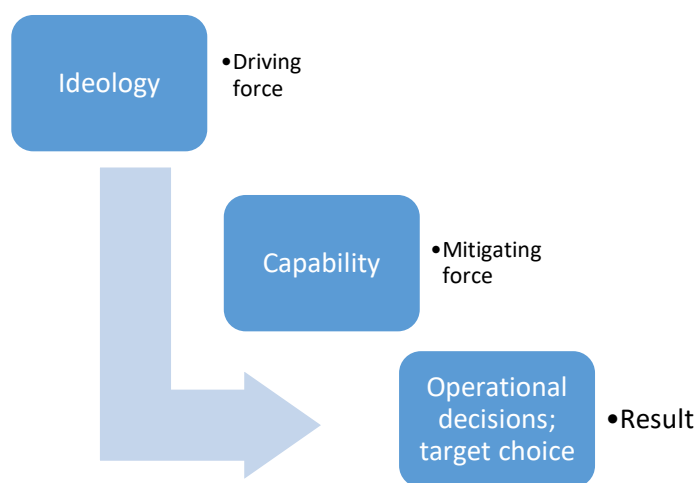 Ideology
•Driving
force
Capability
•Mitigating
force
Operational
decisions;
target choice
•Result